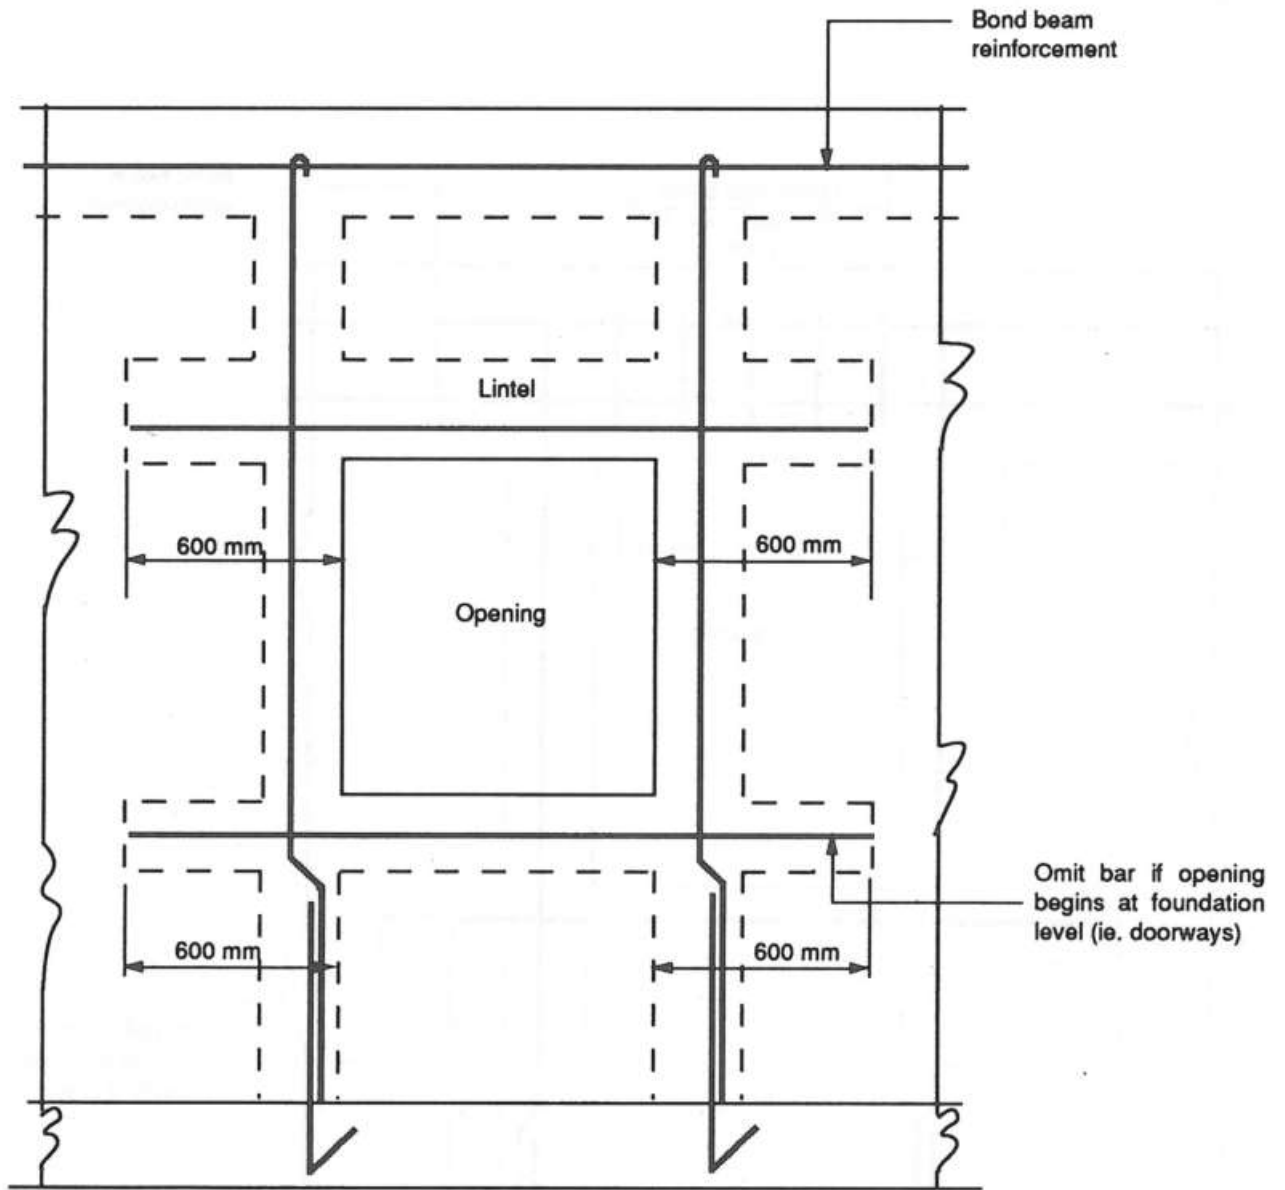 Bond beam
reinforcement
Lintel
600 mm
600 mm
Opening
Omit bar if opening
begins at foundation
level (ie. doorways)
600 mm
600 mm